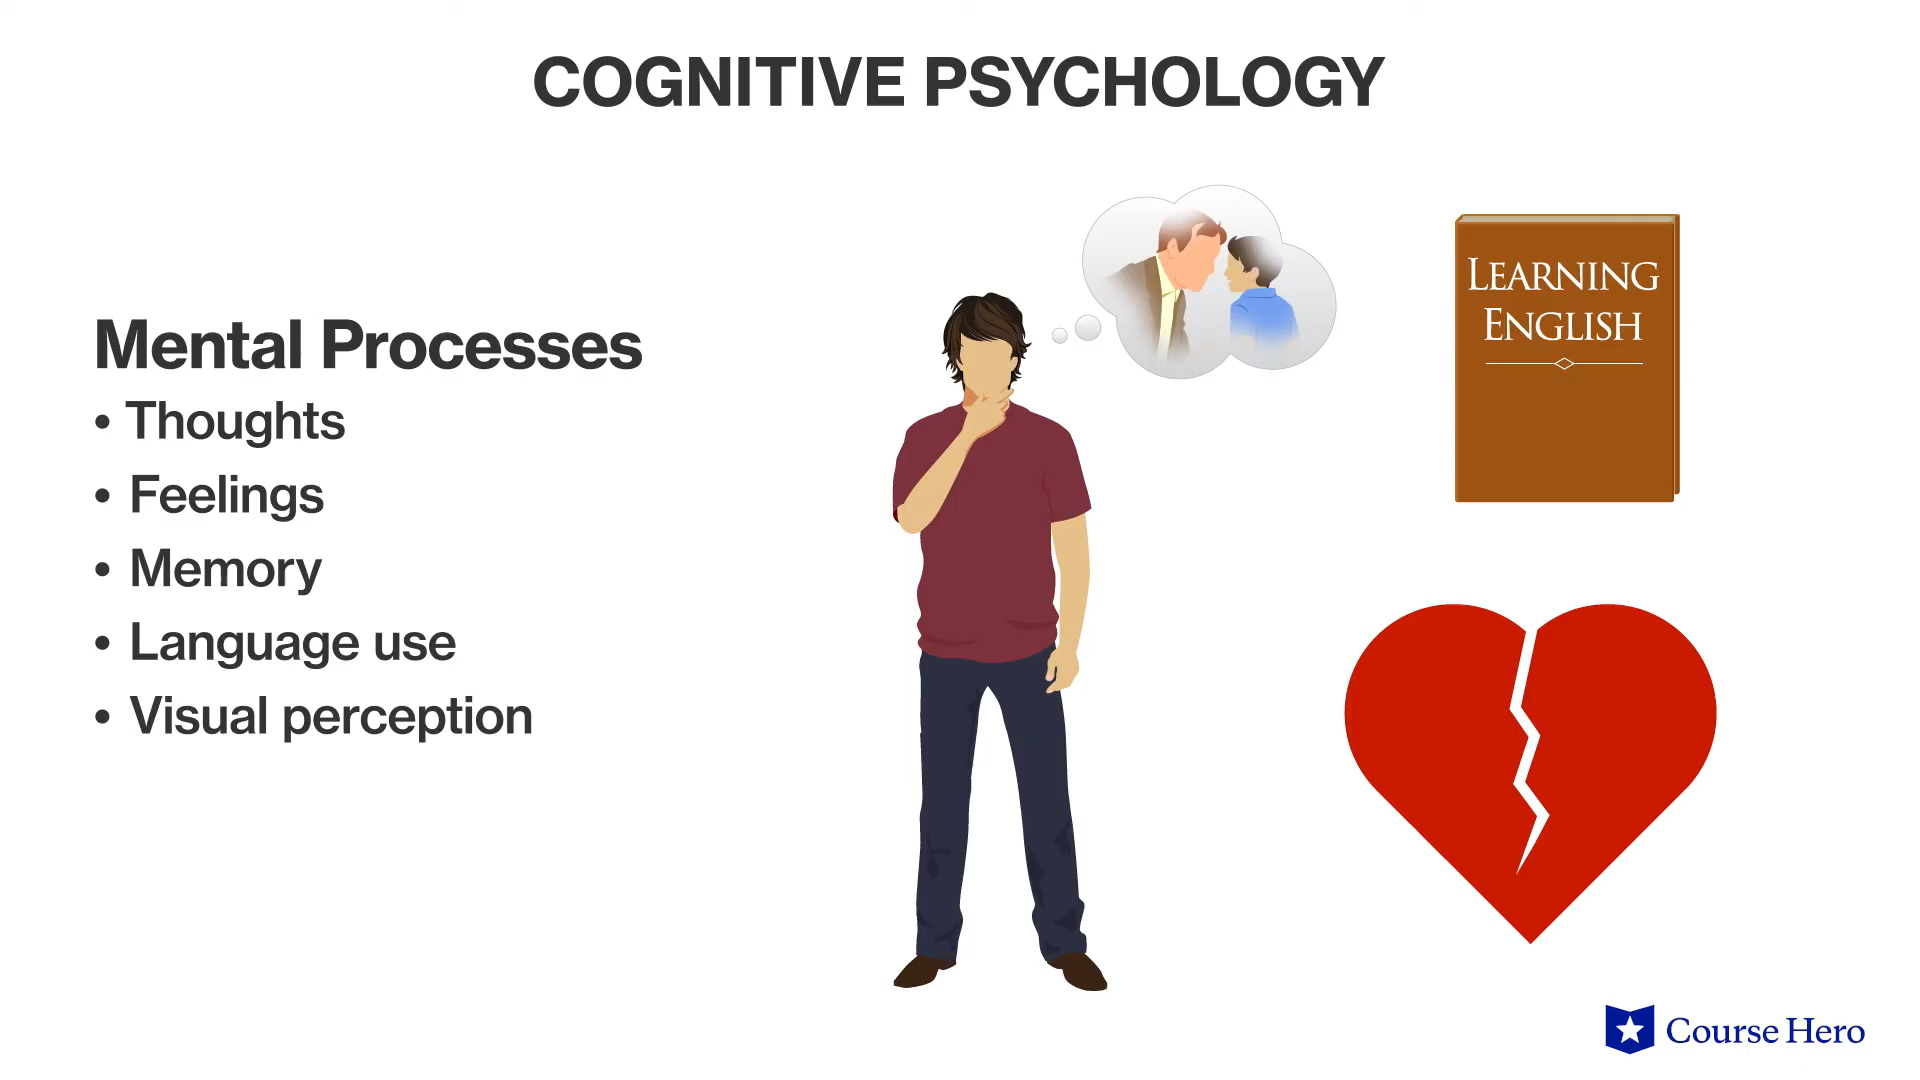 COGNITIVE PSYCHOLOGY
Mental Processes
• Thoughts
• Feelings
• Memory
• Language use
• Visual perception
LEARNING
ENGLISH
Course Hero